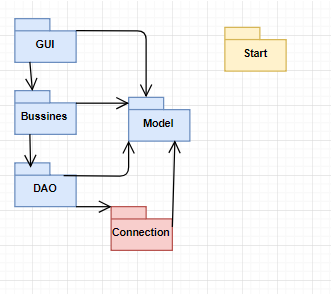 GUI
Start
Bussines
Model
DAO
Connection